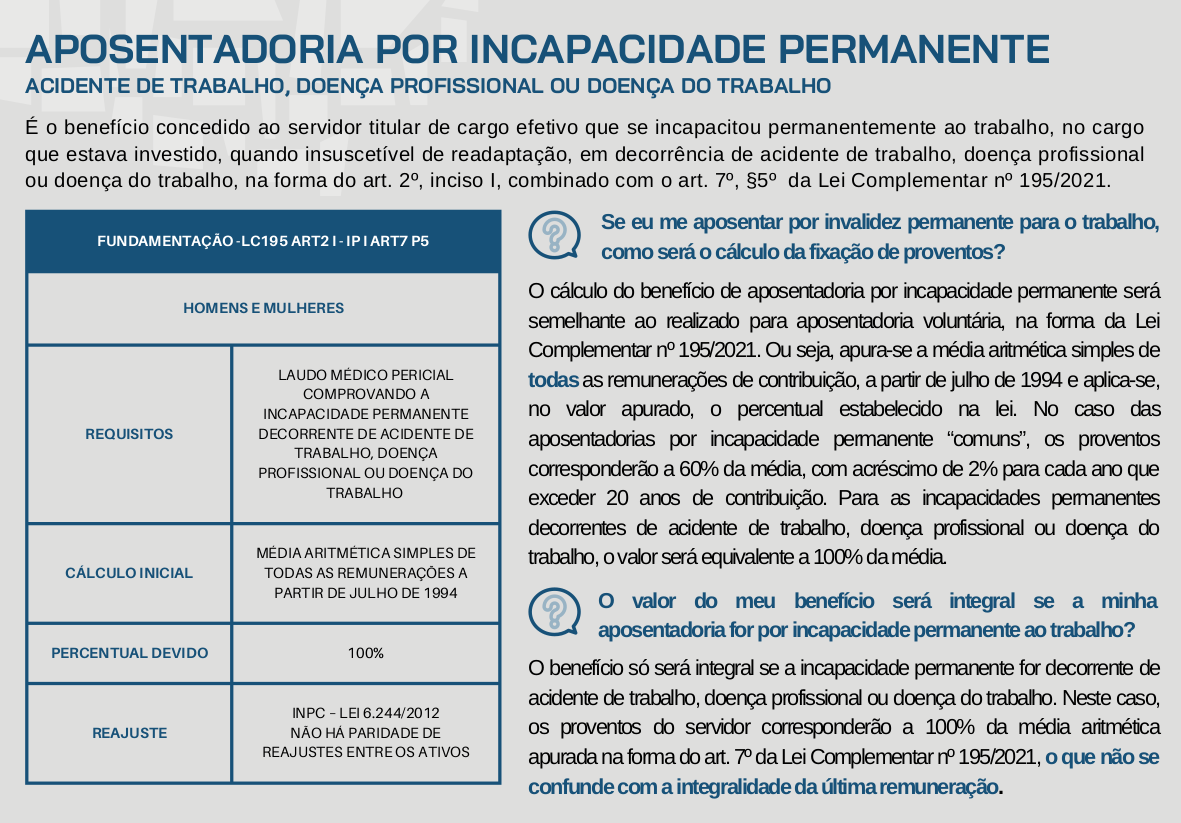 APOSENTADORIA POR INCAPACIDADE PERMANENTE
ACIDENTE DE TRABALHO, DOENÇA PROFISSIONAL OU DOENÇA DO TRABALHO
É o benefício concedido ao servidor titular de cargo efetivo que se incapacitou permanentemente ao trabalho, no cargo
que estava investido, quando insuscetível de readaptação, em decorrência de acidente de trabalho, doença profissional
ou doença do trabalho, na forma do art. 2º, inciso I, combinado com o art. 7º, §5º da Lei Complementar nº 195/2021.
FUNDAMENTAÇÃO -LC195 ART2 I - IP I ART7 P5
HOMENS E MULHERES
REQUISITOS
LAUDO MÉDICO PERICIAL
COMPROVANDO A
INCAPACIDADE PERMANENTE
DECORRENTE DE ACIDENTE DE
TRABALHO, DOENÇA
PROFISSIONAL OU DOENÇA DO
TRABALHO
CÁLCULO INICIAL
MÉDIA ARITMÉTICA SIMPLES DE
TODAS AS REMUNERAÇÕES A
PARTIR DE JULHO DE 1994
PERCENTUAL DEVIDO
100%
REAJUSTE
INPC – LEI 6.244/2012
NÃO HÁ PARIDADE DE
REAJUSTES ENTRE OS ATIVOS
Se eu me aposentar por invalidez permanente para o trabalho,
como será o cálculo da fixação de proventos?
O cálculo do benefício de aposentadoria por incapacidade permanente será
semelhante ao realizado para aposentadoria voluntária, na forma da Lei
Complementar nº 195/2021. Ou seja, apura-se a média aritmética simples de
todas as remunerações de contribuição, a partir de julho de 1994 e aplica-se,
no valor apurado, o percentual estabelecido na lei. No caso das
aposentadorias por incapacidade permanente “comuns”, os proventos
corresponderão a 60% da média, com acréscimo de 2% para cada ano que
exceder 20 anos de contribuição. Para as incapacidades permanentes
decorrentes de acidente de trabalho, doença profissional ou doença do
trabalho, o valor será equivalente a 100% da média.
O valor do meu benefício será integral se a minha
aposentadoria for por incapacidade permanente ao trabalho?
O benefício só será integral se a incapacidade permanente for decorrente de
acidente de trabalho, doença profissional ou doença do trabalho. Neste caso,
os proventos do servidor corresponderão a 100% da média aritmética
apurada na forma do art. 7º da Lei Complementar nº 195/2021, o que não se
confunde com a integralidade da última remuneração.